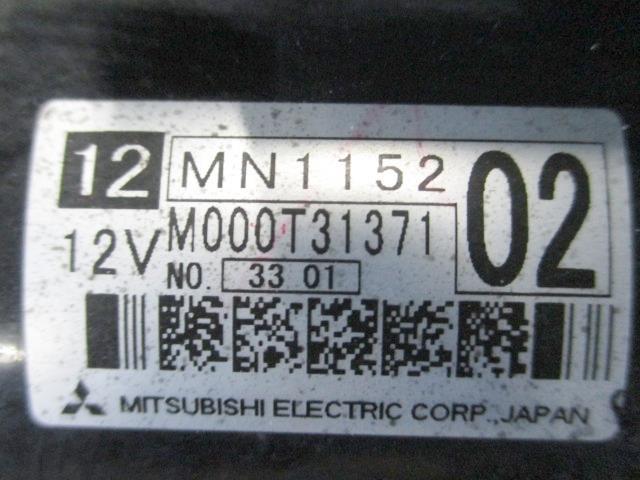 12 MN1152 02
12V M000T31371
NO. 33 01
MITSUBISHI ELECTRIC CORP., JAPAN